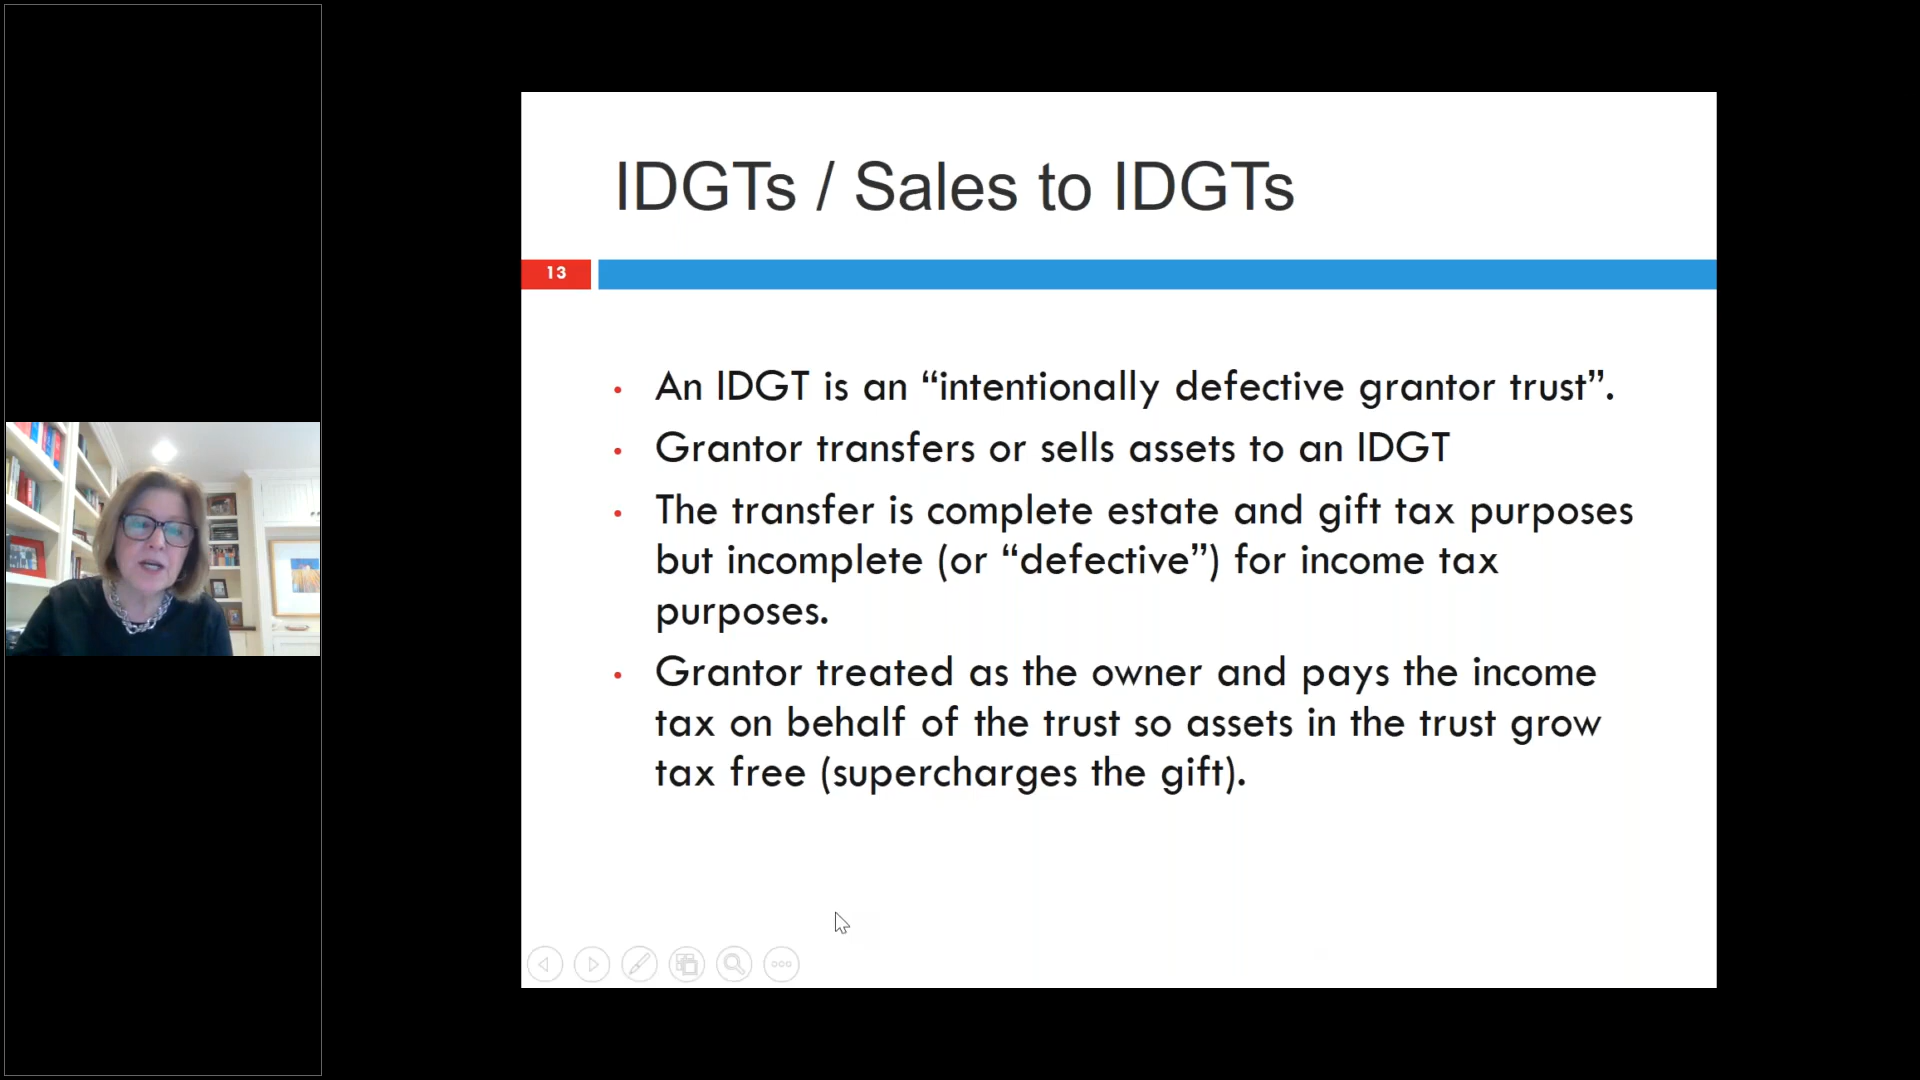 IDGTs / Sales to IDGTs
13
• An IDGT is an “intentionally defective grantor trust”.
• Grantor transfers or sells assets to an IDGT
• The transfer is complete estate and gift tax purposes
but incomplete (or “defective”) for income tax
purposes.
• Grantor treated as the owner and pays the income
tax on behalf of the trust so assets in the trust grow
tax free (supercharges the gift).